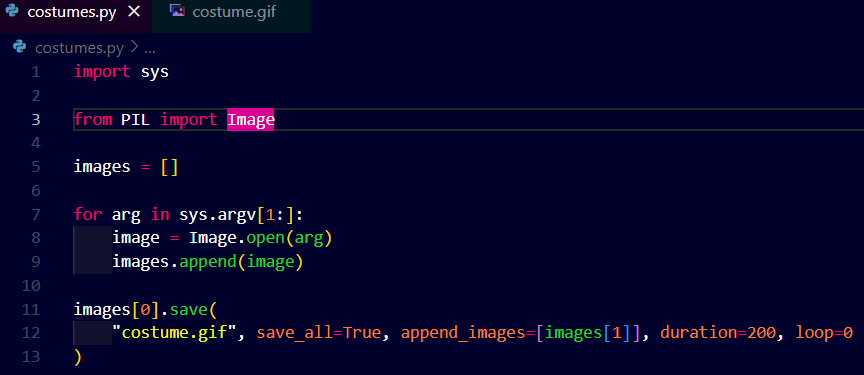 costumes.py × costume.gif
costumes.py > ...
1 import sys
2
3 from PIL import Image
4
5 images = []
6
7 for arg in sys.argv[1:]:
8     image = Image.open(arg)
9     images.append(image)
10
11 images[0].save(
12     "costume.gif", save_all=True, append_images=[images[1]], duration=200, loop=0
13 )